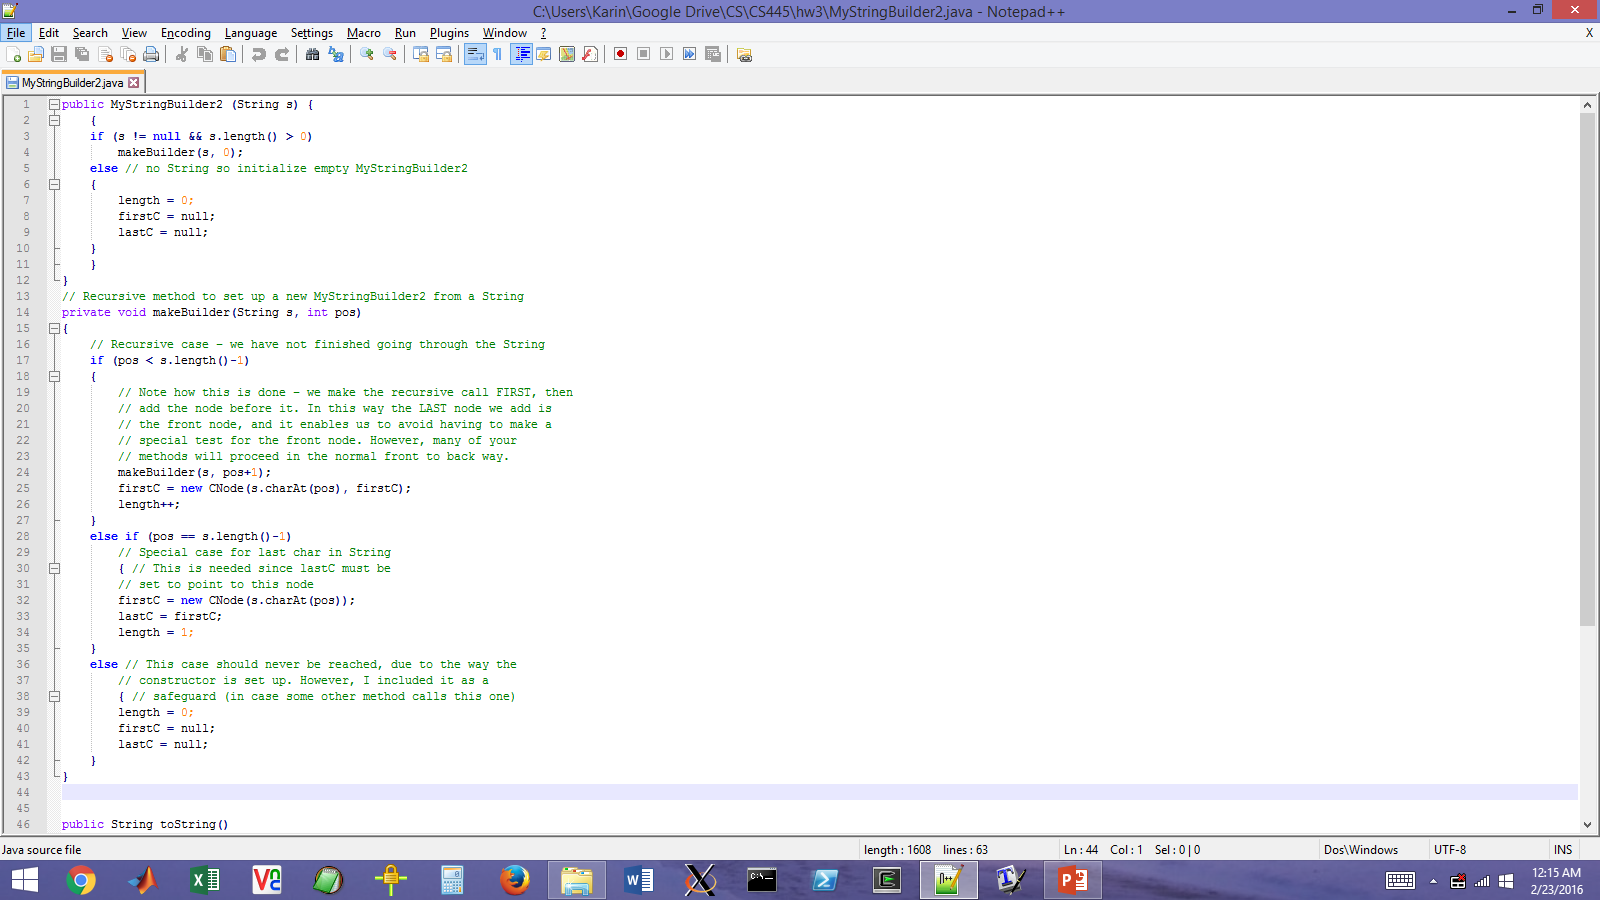 C:\Users\Karin\Google Drive\CS\CS445\hw3\MyStringBuilder2.java - Notepad++
File Edit Search View Encoding Language Settings Macro Run Plugins Window ? X
MyStringBuilder2.java
1 public MyStringBuilder2 (String s) {
2 {
3 if (s != null && s.length() > 0)
4 makeBuilder(s, 0);
5 else // no String so initialize empty MyStringBuilder2
6 {
7 length = 0;
8 firstC = null;
9 lastC = null;
10 }
11 }
12 }
13 // Recursive method to set up a new MyStringBuilder2 from a String
14 private void makeBuilder(String s, int pos)
15 {
16 // Recursive case - we have not finished going through the String
17 if (pos < s.length()-1)
18 {
19 // Note how this is done - we make the recursive call FIRST, then
20 // add the node before it. In this way the LAST node we add is
21 // the front node, and it enables us to avoid having to make a
22 // special test for the front node. However, many of your
23 // methods will proceed in the normal front to back way.
24 makeBuilder(s, pos+1);
25 firstC = new CNode(s.charAt(pos), firstC);
26 length++;
27 }
28 else if (pos == s.length()-1)
29 // Special case for last char in String
30 { // This is needed since lastC must be
31 // set to point to this node
32 firstC = new CNode(s.charAt(pos));
33 lastC = firstC;
34 length = 1;
35 }
36 else // This case should never be reached, due to the way the
37 // constructor is set up. However, I included it as a
38 { // safeguard (in case some other method calls this one)
39 length = 0;
40 firstC = null;
41 lastC = null;
42 }
43 }
44
45
46 public String toString()
Java source file length : 1608 lines : 63 Ln : 44 Col : 1 Sel : 0 | 0 Dos\Windows UTF-8 INS
12:15 AM
2/23/2016